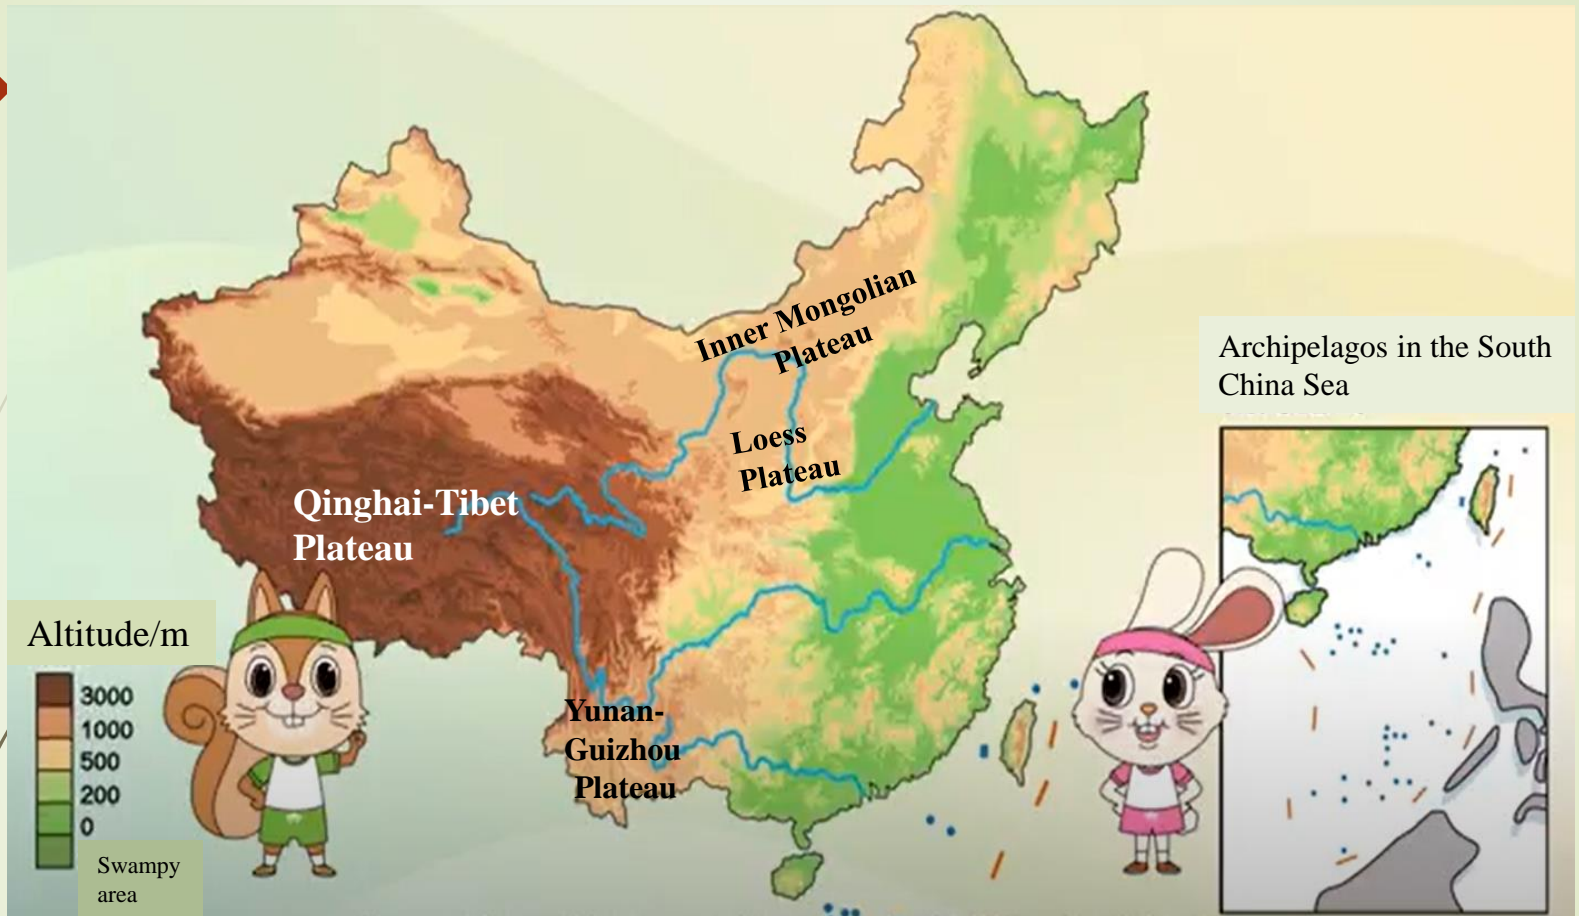 Inner Mongolian
Plateau
Archipelagos in the South
China Sea
Loess
Plateau
Qinghai-Tibet
Plateau
Altitude/m
3000
1000
500
200
0
Swampy
area
Yunan-
Guizhou
Plateau